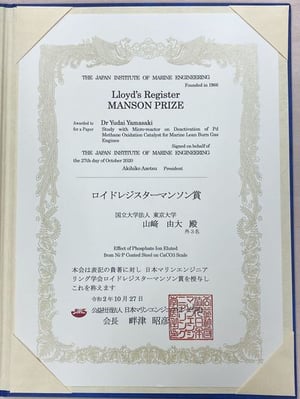 THE JAPAN INSTITUTE OF MARINE ENGINEERING
Founded in 1966
Lloyd's Register
MANSON PRIZE
Awarded to Dr Yudai Yamasaki
for a Paper Study with Micro-reactor on Deactivation of Pd
Methane Oxidation Catalyst for Marine Lean Burn Gas
Engines
Signed on behalf of
THE JAPAN INSTITUTE OF MARINE ENGINEERING
the 27th day of October 2020
Akihiko Azetsu President
ロイドレジスターマンソン賞
国立大学法人 東京大学
山崎 由大 殿
外3名
Effect of Phosphate Ion Eluted
from Ni-P Coated Steel on CaCO3 Scale
本会は表記の貴著に対し 日本マリンエンジニア
リング学会ロイドレジスターマンソン賞を授与し
これを称えます
令和2年10月27日
公益社団法人 日本マリンエンジニアリング学会
会長 畔津 昭彦